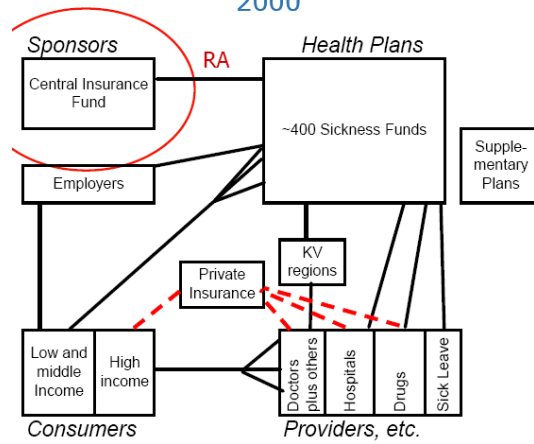 2000
Sponsors
Health Plans
RA
Central Insurance
Fund
~400 Sickness Funds
Supple-
mentary
Plans
Employers
KV
regions
Private
Insurance
Low and
middle
Income
High
income
Doctors
plus others
Hospitals
Drugs
Sick Leave
Consumers
Providers, etc.